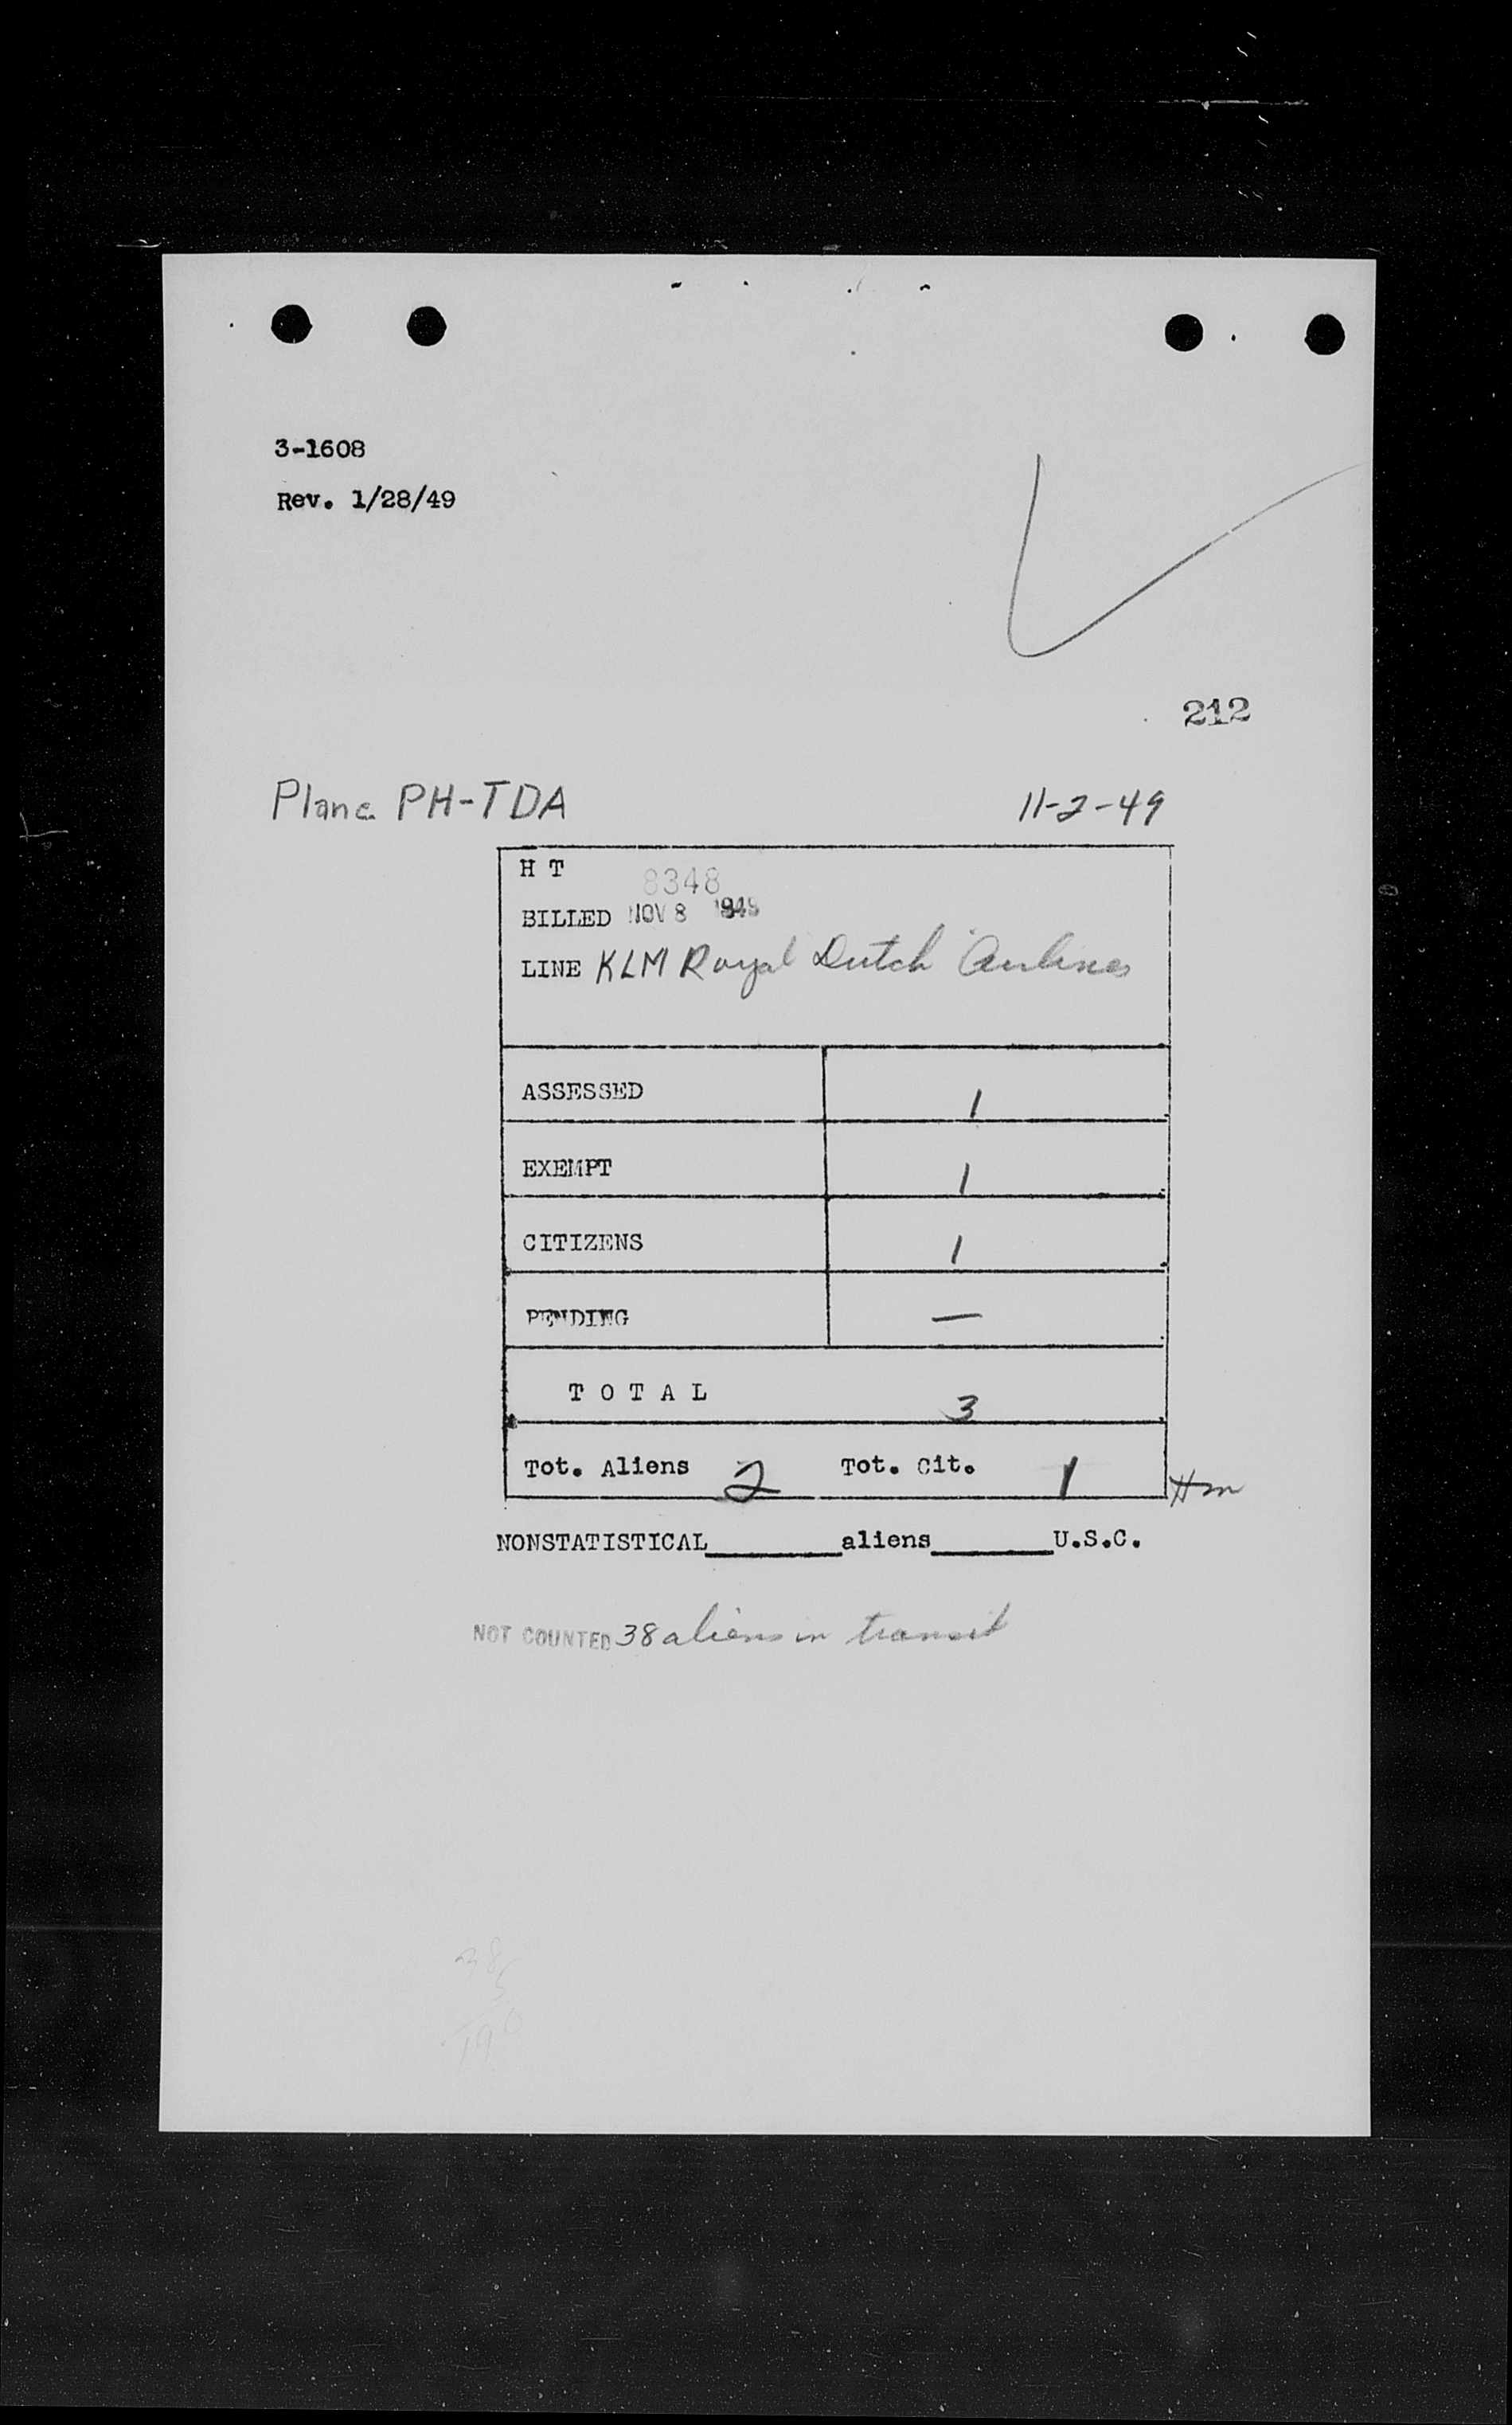 3-1608
Rev. 1/28/49
212
Plane PH-TDA 11-2-49
H T 8348
BILLED NOV 8 1949
LINE KLM Royal Dutch Airlines
ASSESSED 1
EXEMPT 1
CITIZENS 1
PENDING —
T O T A L 3
Tot. Aliens 2 Tot. Cit. 1 Hm
NONSTATISTICAL________aliens________U.S.C.
NOT COUNTED 38 aliens in transit